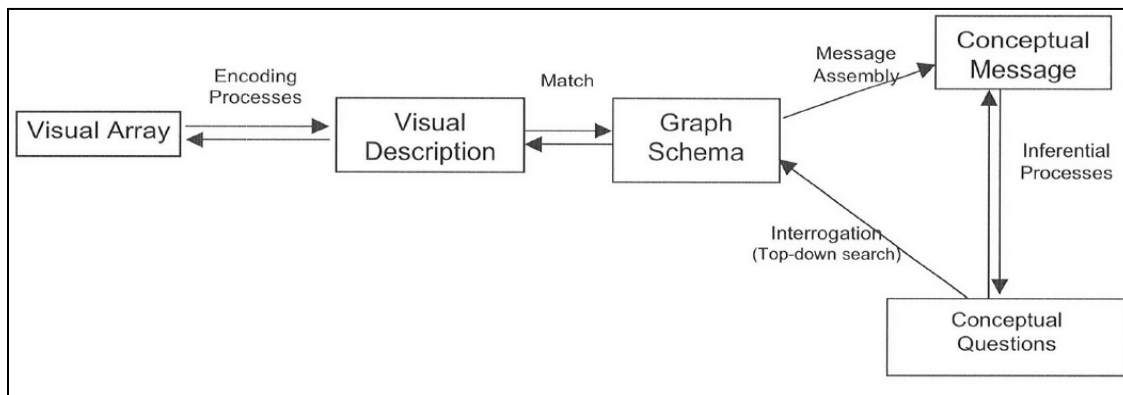 Visual Array
Encoding
Processes
Visual
Description
Match
Graph
Schema
Message
Assembly
Conceptual
Message
Inferential
Processes
Interrogation
(Top-down search)
Conceptual
Questions